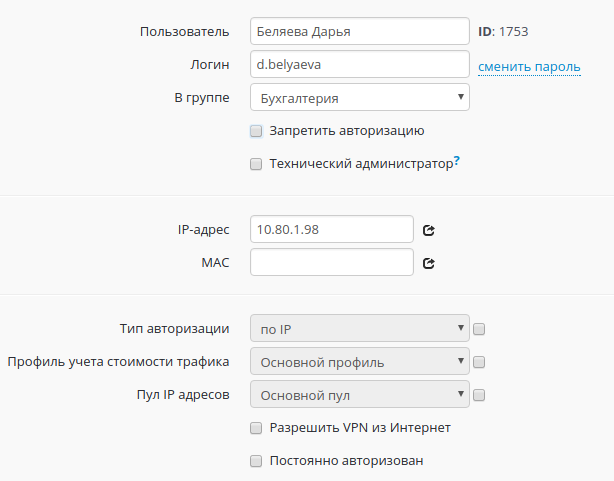 Пользователь Беляева Дарья ID: 1753
Логин d.belyaeva сменить пароль
В группе Бухгалтерия
Запретить авторизацию
Технический администратор?
IP-адрес 10.80.1.98
MAC
Тип авторизации по IP
Профиль учета стоимости трафика Основной профиль
Пул IP адресов Основной пул
Разрешить VPN из Интернет
Постоянно авторизован